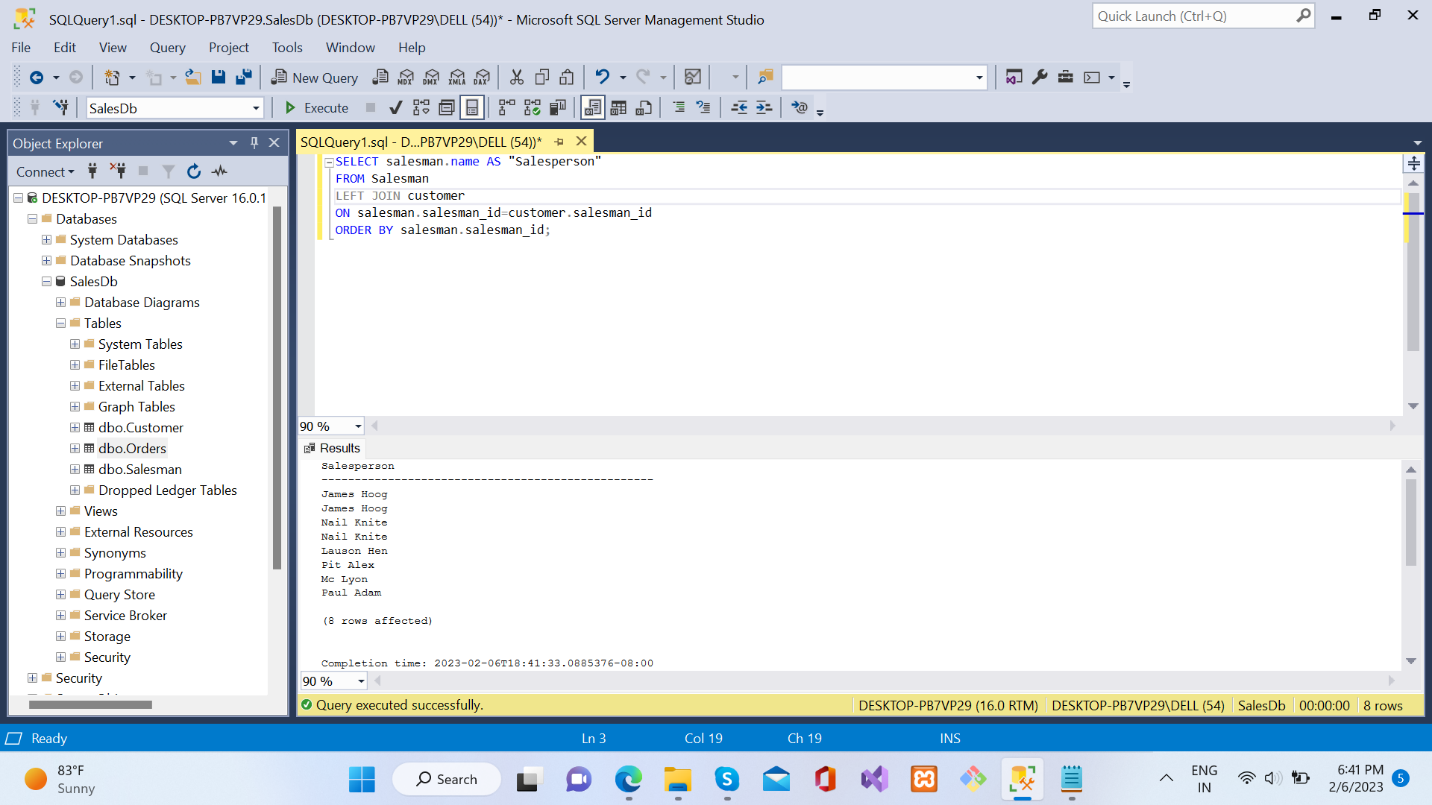 SQLQuery1.sql - DESKTOP-PB7VP29.SalesDb (DESKTOP-PB7VP29\DELL (54))* - Microsoft SQL Server Management Studio
Quick Launch (Ctrl+Q)
File Edit View Query Project Tools Window Help
New Query
MDX DMX XMLA DAX
SalesDb
Execute
Object Explorer
Connect
DESKTOP-PB7VP29 (SQL Server 16.0.1
Databases
System Databases
Database Snapshots
SalesDb
Database Diagrams
Tables
System Tables
FileTables
External Tables
Graph Tables
dbo.Customer
dbo.Orders
dbo.Salesman
Dropped Ledger Tables
Views
External Resources
Synonyms
Programmability
Query Store
Service Broker
Storage
Security
Security
SQLQuery1.sql - D...PB7VP29\DELL (54))*
SELECT salesman.name AS "Salesperson"
FROM Salesman
LEFT JOIN customer
ON salesman.salesman_id=customer.salesman_id
ORDER BY salesman.salesman_id;
90 %
Results
Salesperson
--------------------------------------------------
James Hoog
James Hoog
Nail Knite
Nail Knite
Lauson Hen
Pit Alex
Mc Lyon
Paul Adam
(8 rows affected)
Completion time: 2023-02-06T18:41:33.0885376-08:00
90 %
Query executed successfully.
DESKTOP-PB7VP29 (16.0 RTM) DESKTOP-PB7VP29\DELL (54) SalesDb 00:00:00 8 rows
Ready
Ln 3 Col 19 Ch 19 INS
83°F
Sunny
Search
ENG
IN
6:41 PM
2/6/2023
5